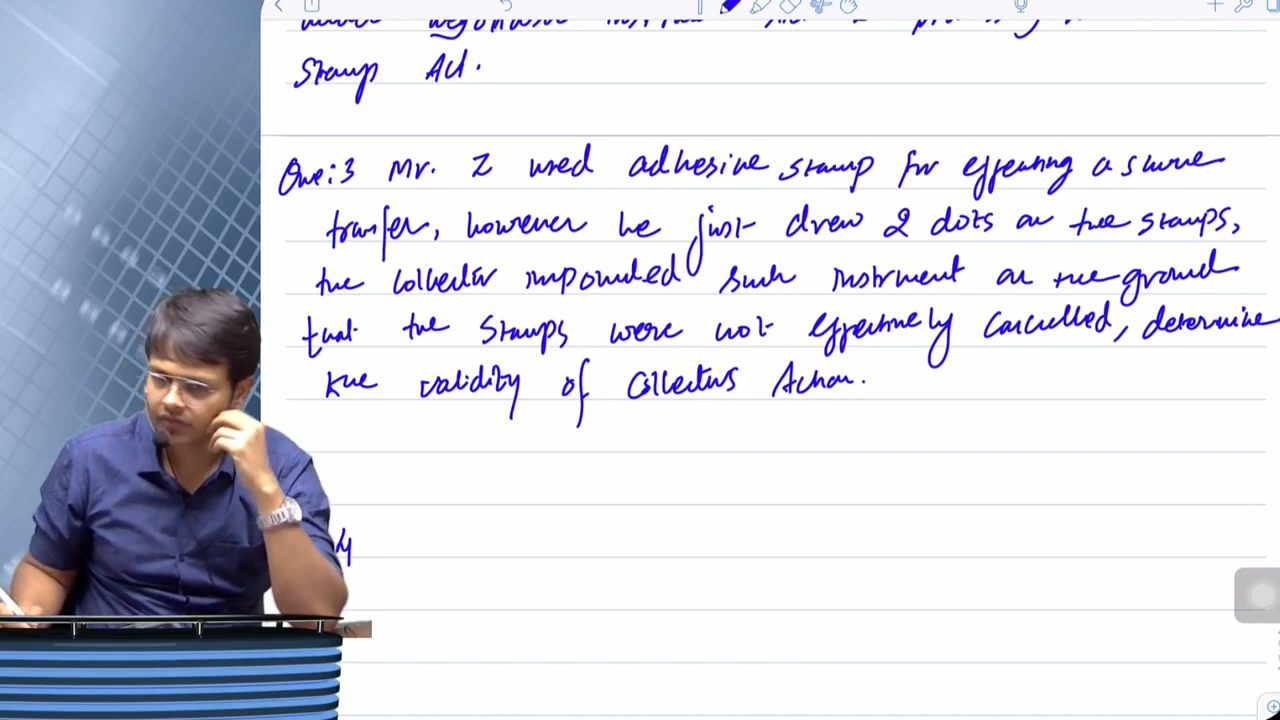 Stamp Act.
Que:3 Mr. Z used adhesive stamp for effecting a share
transfer, however he just drew 2 dots on the stamps,
the collector impounded such instrment on the ground
that the stamps were not effectively cancelled, determine
the validity of Collectors Action.
4